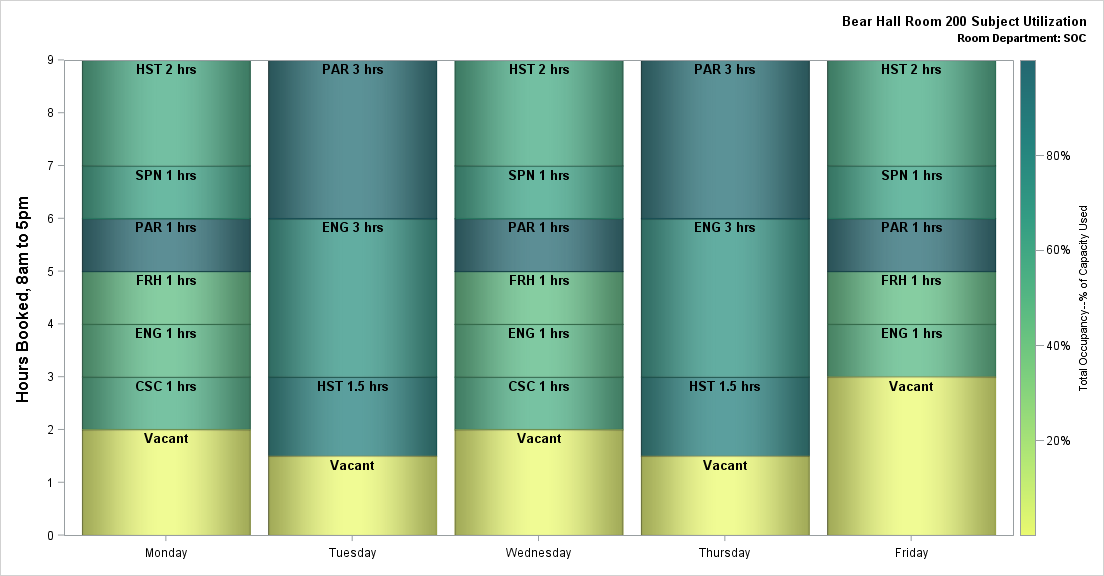 Bear Hall Room 200 Subject Utilization
Room Department: SOC
Hours Booked, 8am to 5pm
9
8
7
6
5
4
3
2
1
0
HST 2 hrs
SPN 1 hrs
PAR 1 hrs
FRH 1 hrs
ENG 1 hrs
CSC 1 hrs
Vacant
Monday
PAR 3 hrs
ENG 3 hrs
HST 1.5 hrs
Vacant
Tuesday
HST 2 hrs
SPN 1 hrs
PAR 1 hrs
FRH 1 hrs
ENG 1 hrs
CSC 1 hrs
Vacant
Wednesday
PAR 3 hrs
ENG 3 hrs
HST 1.5 hrs
Vacant
Thursday
HST 2 hrs
SPN 1 hrs
PAR 1 hrs
FRH 1 hrs
ENG 1 hrs
Vacant
Friday
80%
60%
40%
20%
Total Occupancy--% of Capacity Used